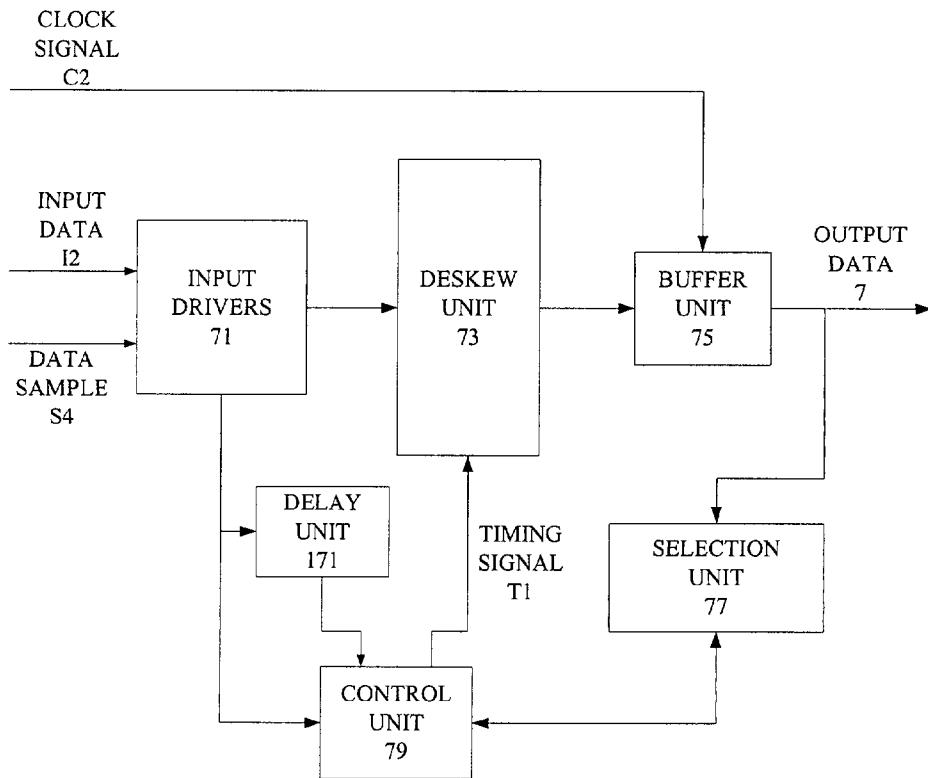 CLOCK
SIGNAL
C2
INPUT
DATA
I2
DATA
SAMPLE
S4
INPUT
DRIVERS
71
DESKEW
UNIT
73
BUFFER
UNIT
75
OUTPUT
DATA
7
DELAY
UNIT
171
TIMING
SIGNAL
T1
SELECTION
UNIT
77
CONTROL
UNIT
79